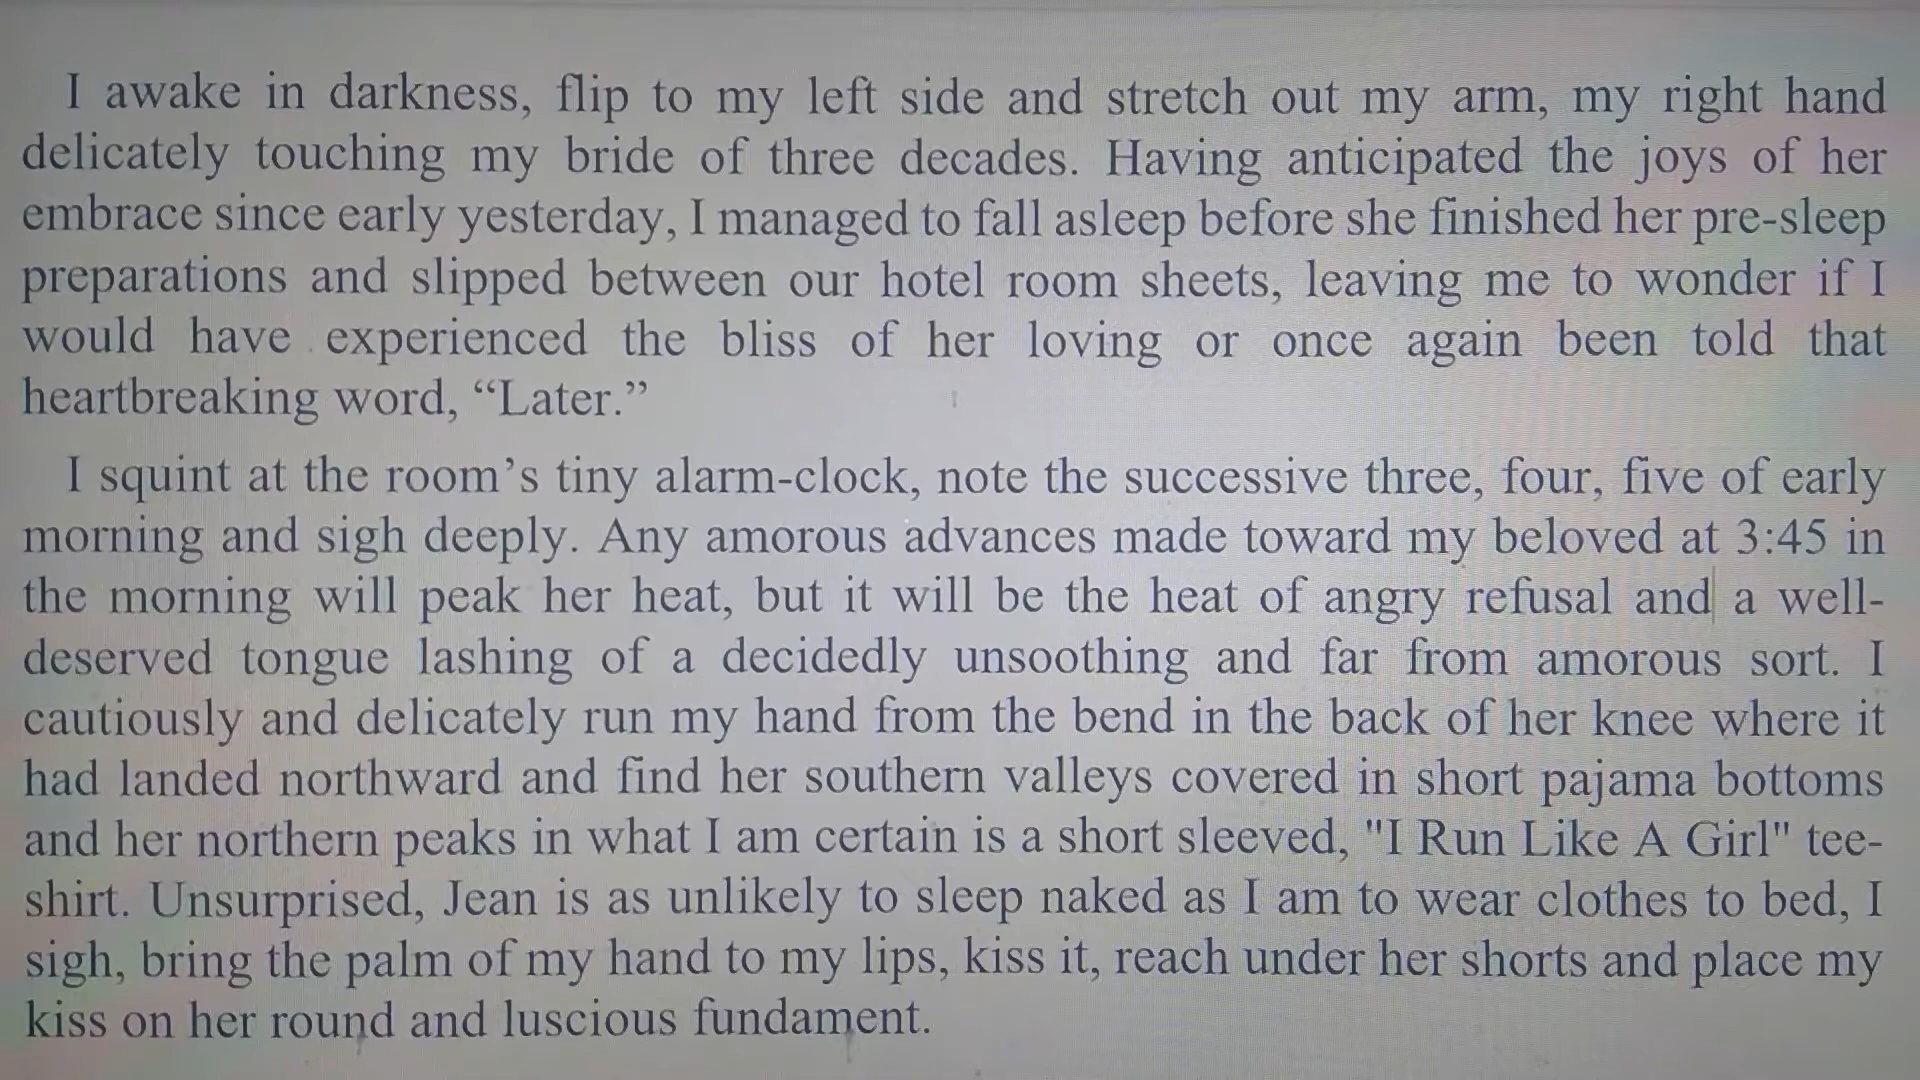 I awake in darkness, flip to my left side and stretch out my arm, my right hand
delicately touching my bride of three decades. Having anticipated the joys of her
embrace since early yesterday, I managed to fall asleep before she finished her pre-sleep
preparations and slipped between our hotel room sheets, leaving me to wonder if I
would have experienced the bliss of her loving or once again been told that
heartbreaking word, “Later.”
I squint at the room’s tiny alarm-clock, note the successive three, four, five of early
morning and sigh deeply. Any amorous advances made toward my beloved at 3:45 in
the morning will peak her heat, but it will be the heat of angry refusal and a well-
deserved tongue lashing of a decidedly unsoothing and far from amorous sort. I
cautiously and delicately run my hand from the bend in the back of her knee where it
had landed northward and find her southern valleys covered in short pajama bottoms
and her northern peaks in what I am certain is a short sleeved, "I Run Like A Girl" tee-
shirt. Unsurprised, Jean is as unlikely to sleep naked as I am to wear clothes to bed, I
sigh, bring the palm of my hand to my lips, kiss it, reach under her shorts and place my
kiss on her round and luscious fundament.